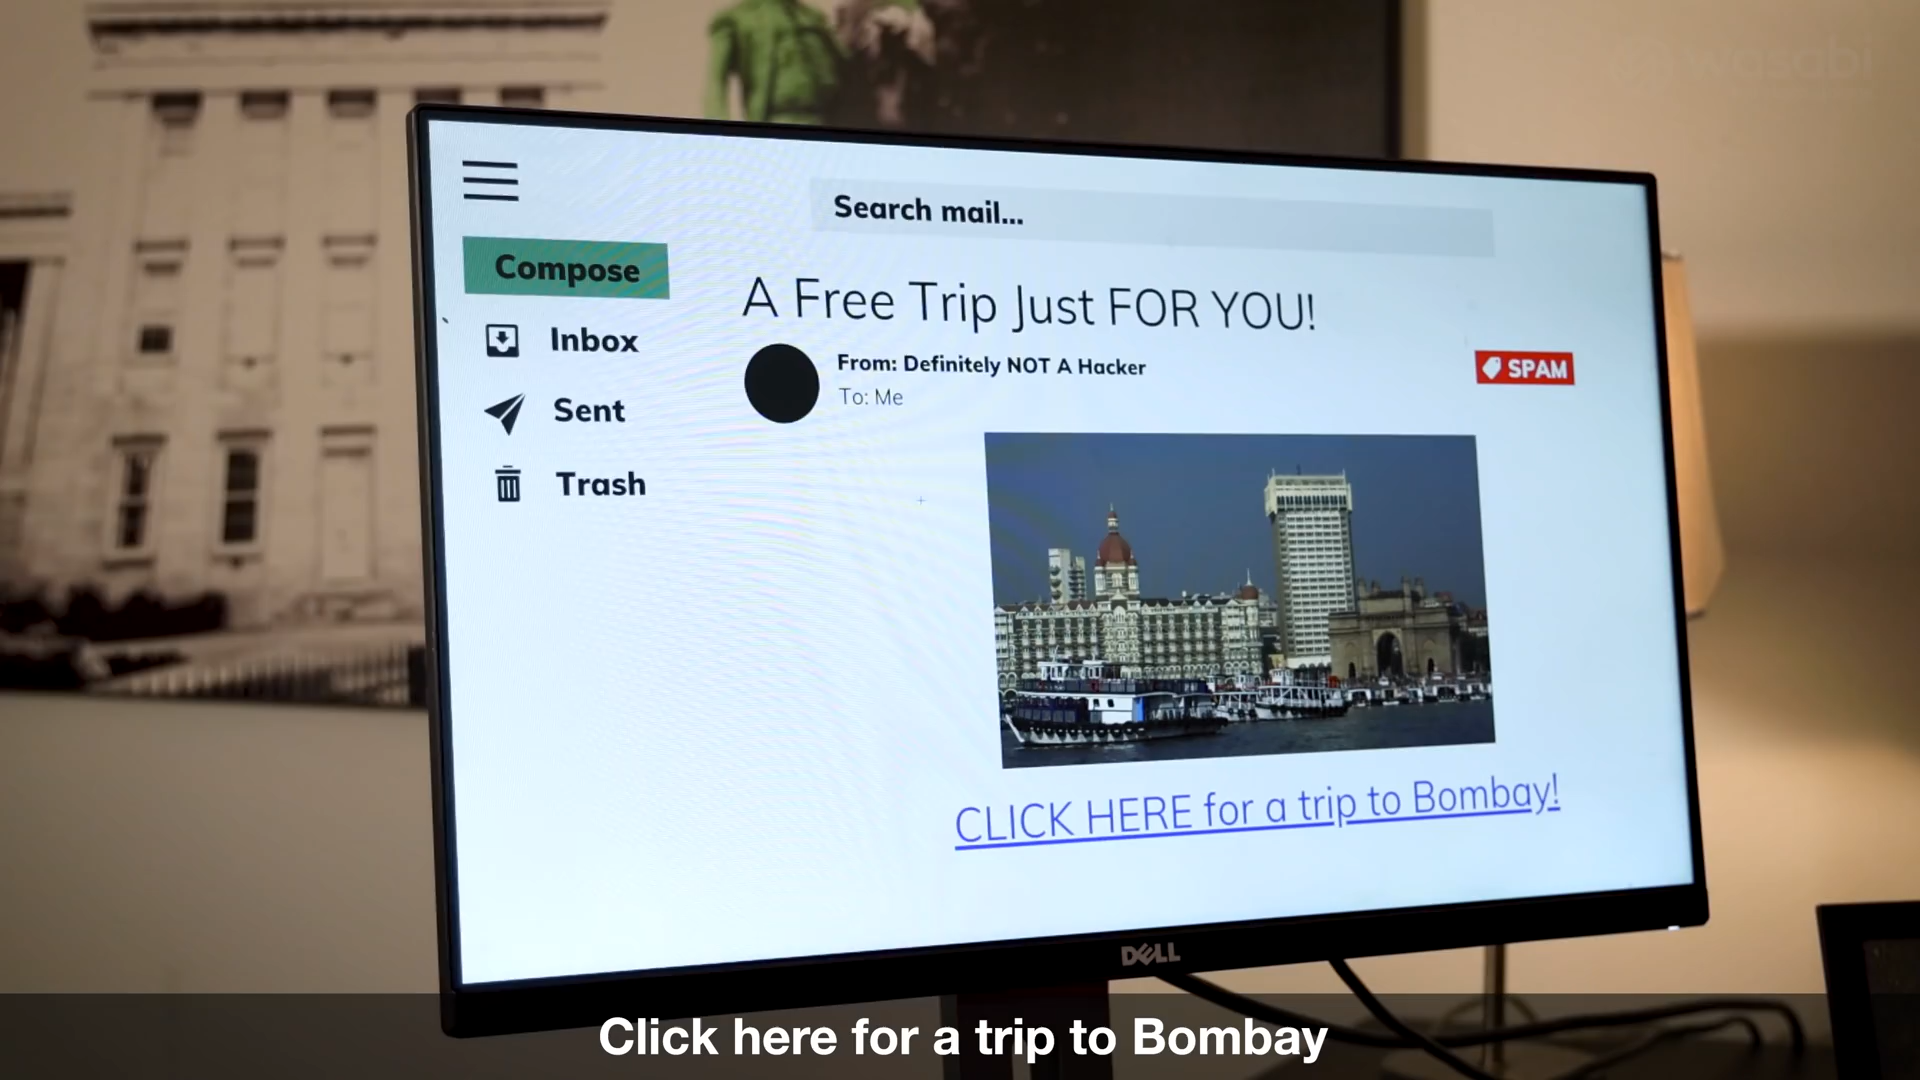 wasabi
Search mail...
Compose
A Free Trip Just FOR YOU!
Inbox
From: Definitely NOT A Hacker
SPAM
To: Me
Sent
Trash
CLICK HERE for a trip to Bombay!
DELL
Click here for a trip to Bombay